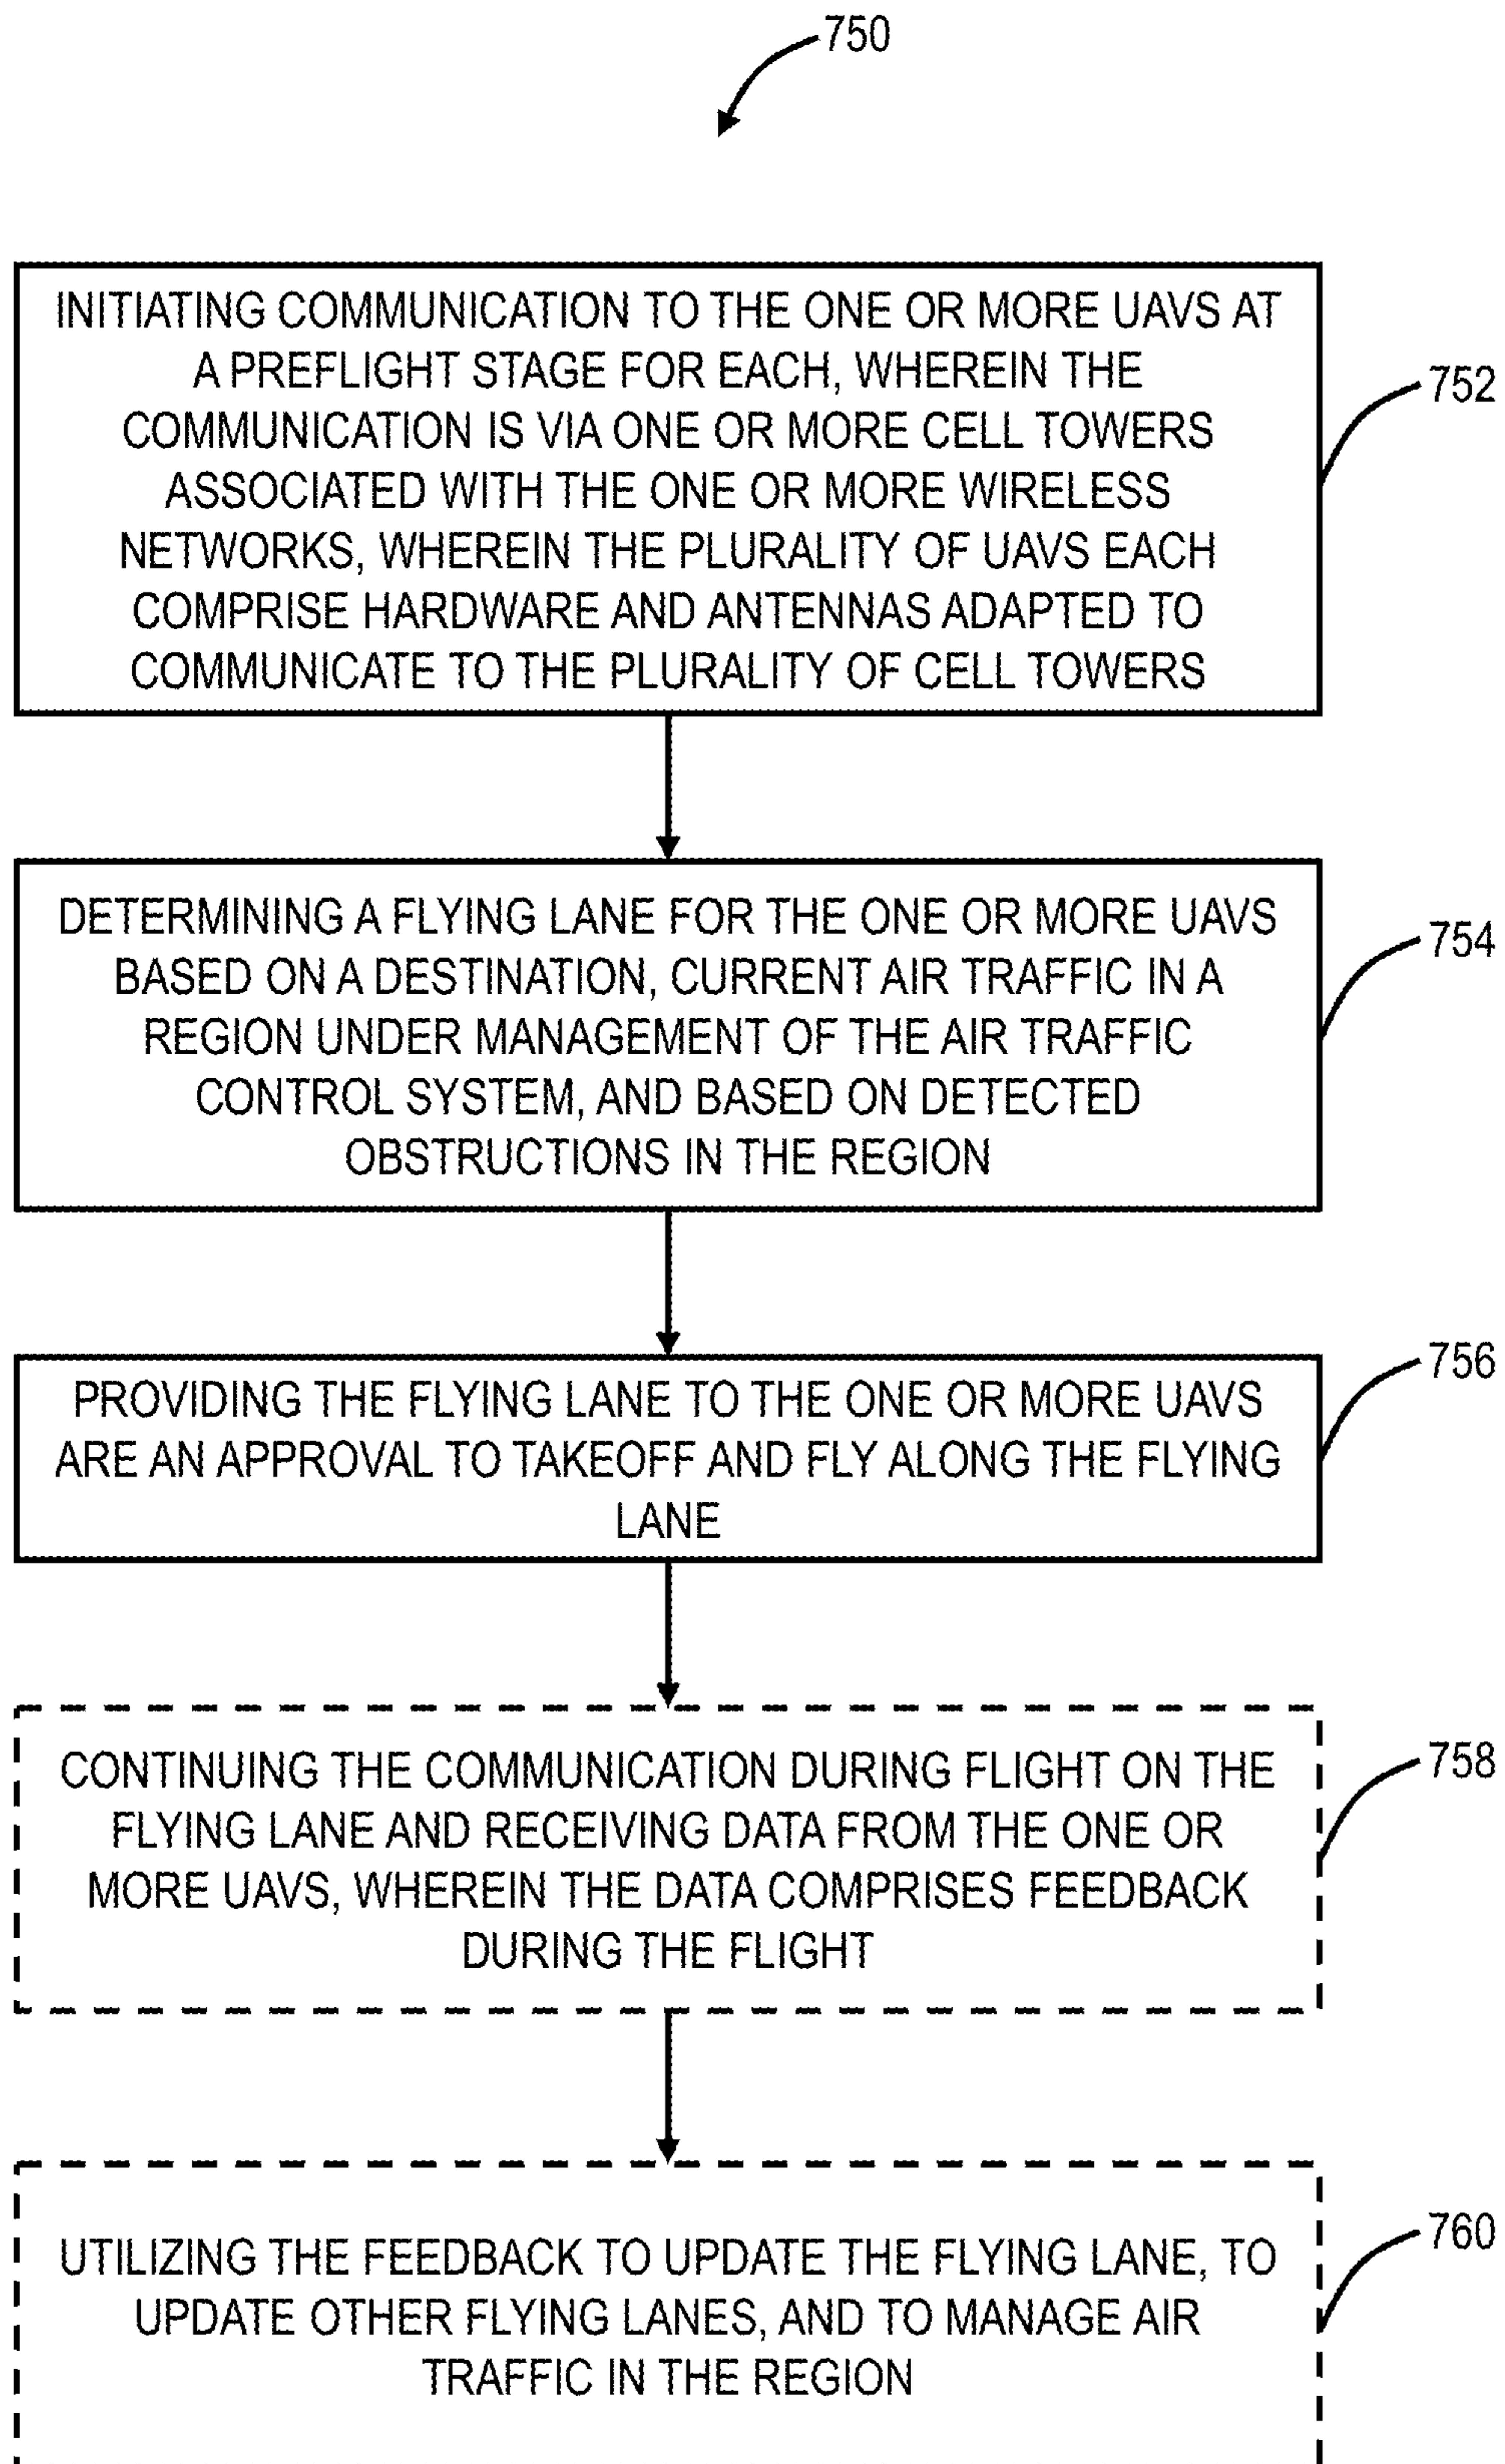 750
INITIATING COMMUNICATION TO THE ONE OR MORE UAVS AT
A PREFLIGHT STAGE FOR EACH, WHEREIN THE
COMMUNICATION IS VIA ONE OR MORE CELL TOWERS
ASSOCIATED WITH THE ONE OR MORE WIRELESS
NETWORKS, WHEREIN THE PLURALITY OF UAVS EACH
COMPRISE HARDWARE AND ANTENNAS ADAPTED TO
COMMUNICATE TO THE PLURALITY OF CELL TOWERS
752
DETERMINING A FLYING LANE FOR THE ONE OR MORE UAVS
BASED ON A DESTINATION, CURRENT AIR TRAFFIC IN A
REGION UNDER MANAGEMENT OF THE AIR TRAFFIC
CONTROL SYSTEM, AND BASED ON DETECTED
OBSTRUCTIONS IN THE REGION
754
PROVIDING THE FLYING LANE TO THE ONE OR MORE UAVS
ARE AN APPROVAL TO TAKEOFF AND FLY ALONG THE FLYING
LANE
756
CONTINUING THE COMMUNICATION DURING FLIGHT ON THE
FLYING LANE AND RECEIVING DATA FROM THE ONE OR
MORE UAVS, WHEREIN THE DATA COMPRISES FEEDBACK
DURING THE FLIGHT
758
UTILIZING THE FEEDBACK TO UPDATE THE FLYING LANE, TO
UPDATE OTHER FLYING LANES, AND TO MANAGE AIR
TRAFFIC IN THE REGION
760